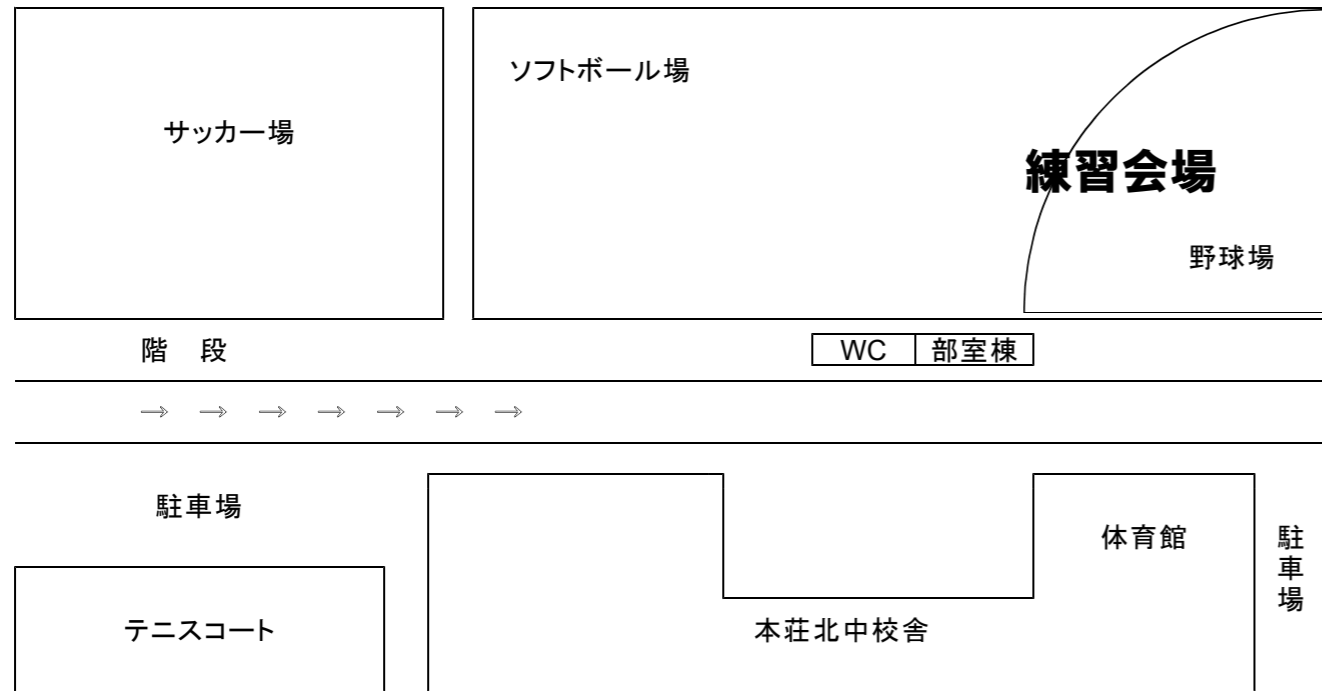 ソフトボール場
サッカー場
練習会場
野球場
階 段
WC 部室棟
→ → → → → → →
駐車場
体育館
駐車場
テニスコート
本荘北中校舎